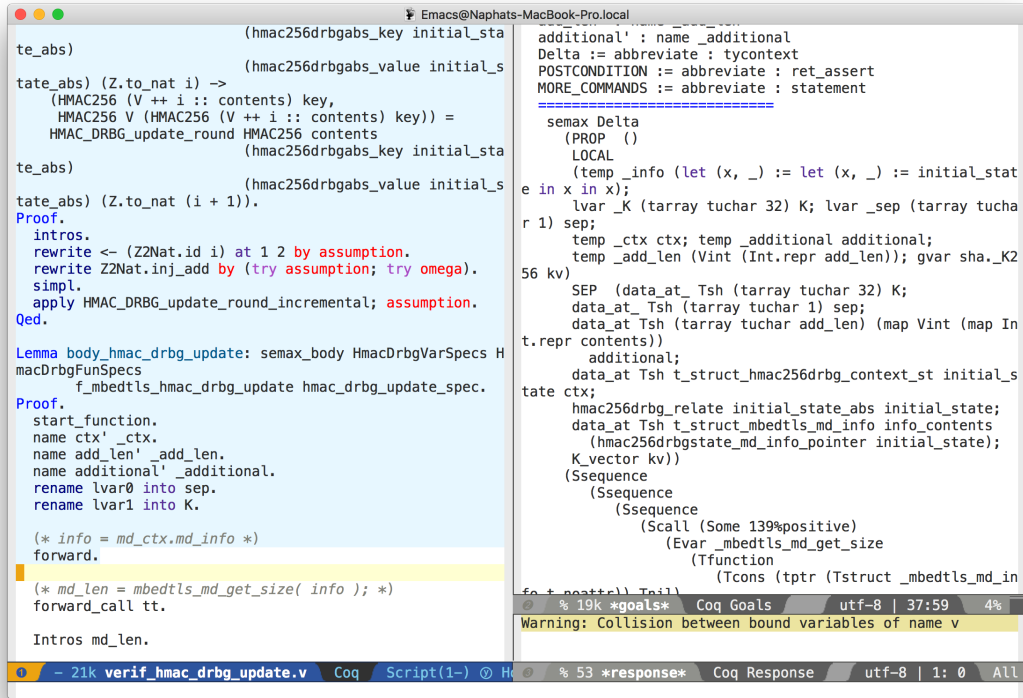 Emacs@Naphats-MacBook-Pro.local
(hmac256drbgabs_key initial_sta
te_abs)
(hmac256drbgabs_value initial_s
tate_abs) (Z.to_nat i) ->
(HMAC256 (V ++ i :: contents) key,
HMAC256 V (HMAC256 (V ++ i :: contents) key)) =
HMAC_DRBG_update_round HMAC256 contents
(hmac256drbgabs_key initial_sta
te_abs)
(hmac256drbgabs_value initial_s
tate_abs) (Z.to_nat (i + 1)).
Proof.
intros.
rewrite <- (Z2Nat.id i) at 1 2 by assumption.
rewrite Z2Nat.inj_add by (try assumption; try omega).
simpl.
apply HMAC_DRBG_update_round_incremental; assumption.
Qed.
Lemma body_hmac_drbg_update: semax_body HmacDrbgVarSpecs H
macDrbgFunSpecs
f_mbedtls_hmac_drbg_update hmac_drbg_update_spec.
Proof.
start_function.
name ctx' _ctx.
name add_len' _add_len.
name additional' _additional.
rename lvar0 into sep.
rename lvar1 into K.
(* info = md_ctx.md_info *)
forward.
(* md_len = mbedtls_md_get_size( info ); *)
forward_call tt.
Intros md_len.
1 - 21k verif_hmac_drbg_update.v Coq Script(1-)
additional' : name _additional
Delta := abbreviate : tycontext
POSTCONDITION := abbreviate : ret_assert
MORE_COMMANDS := abbreviate : statement
============================
semax Delta
(PROP ()
LOCAL
(temp _info (let (x, _) := let (x, _) := initial_stat
e in x in x);
lvar _K (tarray tuchar 32) K; lvar _sep (tarray tucha
r 1) sep;
temp _ctx ctx; temp _additional additional;
temp _add_len (Vint (Int.repr add_len)); gvar sha._K2
56 kv)
SEP (data_at_ Tsh (tarray tuchar 32) K;
data_at_ Tsh (tarray tuchar 1) sep;
data_at Tsh (tarray tuchar add_len) (map Vint (map In
t.repr contents))
additional;
data_at Tsh t_struct_hmac256drbg_context_st initial_s
tate ctx;
hmac256drbg_relate initial_state_abs initial_state;
data_at Tsh t_struct_mbedtls_md_info info_contents
(hmac256drbgstate_md_info_pointer initial_state);
K_vector kv))
(Ssequence
(Ssequence
(Ssequence
(Scall (Some 139%positive)
(Evar _mbedtls_md_get_size
(Tfunction
(Tcons (tptr (Tstruct _mbedtls_md_in
2 % 19k *goals* Coq Goals utf-8 | 37:59 4%
Warning: Collision between bound variables of name v
% 53 *response* Coq Response utf-8 | 1: 0 All